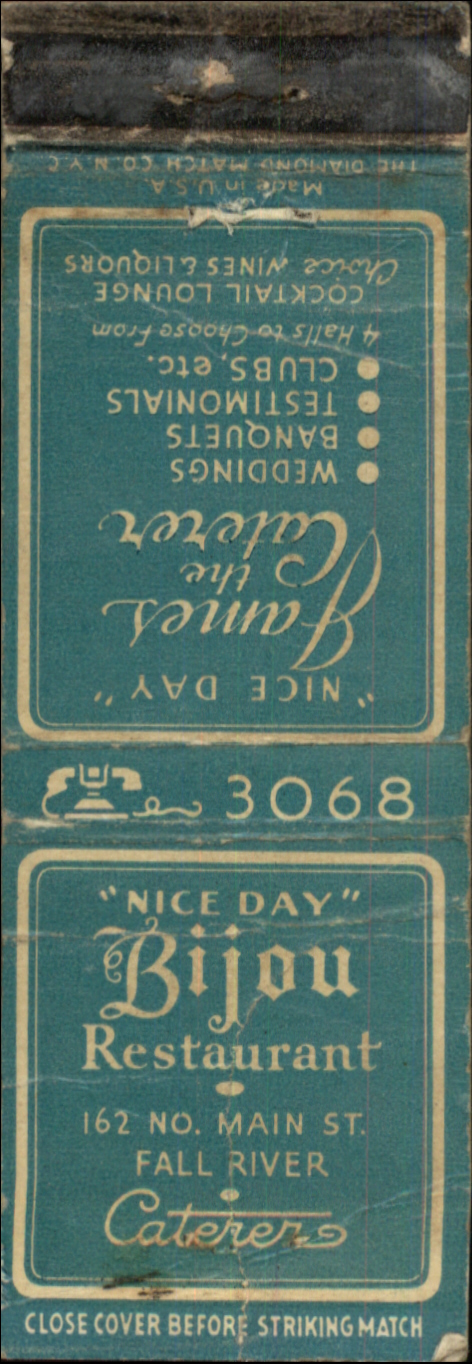 "NICE DAY"
Bijou
Restaurant
162 NO. MAIN ST.
FALL RIVER
Caterer
CLOSE COVER BEFORE STRIKING MATCH
3068
"NICE DAY"
James
the
Caterer
● WEDDINGS
● BANQUETS
● TESTIMONIALS
● CLUBS, etc.
4 Halls to Choose From
COCKTAIL LOUNGE
Choice WINES & LIQUORS
Made in U.S.A.
THE DIAMOND MATCH CO. N.Y.C.